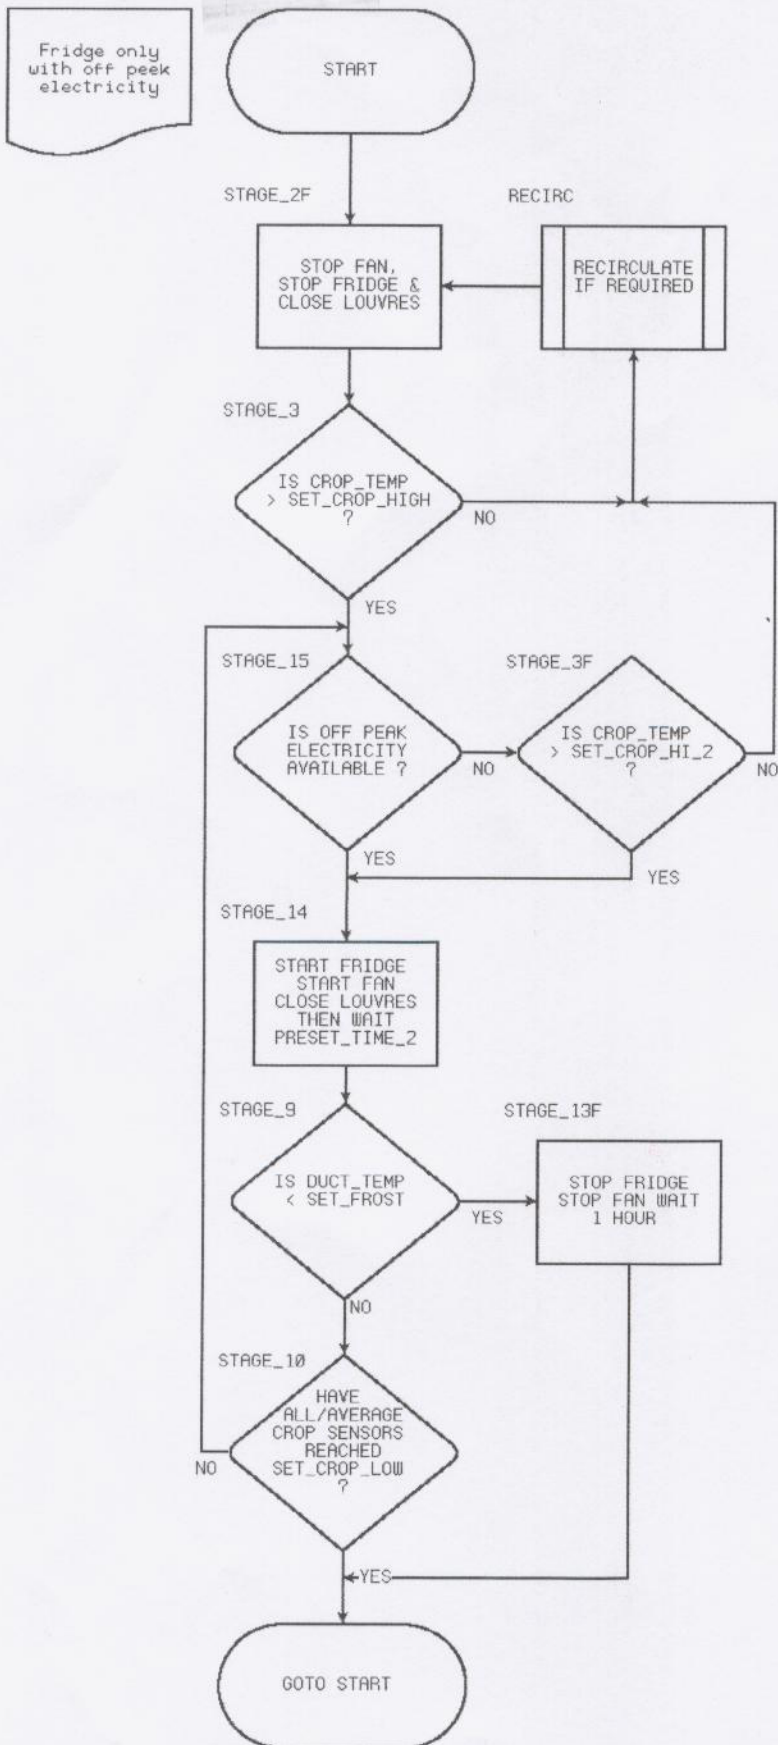 Fridge only
with off peak
electricity
START
STAGE_2F
RECIRC
STOP FAN,
STOP FRIDGE &
CLOSE LOUVRES
RECIRCULATE
IF REQUIRED
STAGE_3
IS CROP_TEMP
> SET_CROP_HIGH
?
NO
YES
STAGE_15
STAGE_3F
IS OFF PEAK
ELECTRICITY
AVAILABLE ?
NO
IS CROP_TEMP
> SET_CROP_HI_2
?
NO
YES
YES
STAGE_14
START FRIDGE
START FAN
CLOSE LOUVRES
THEN WAIT
PRESET_TIME_2
STAGE_9
STAGE_13F
IS DUCT_TEMP
< SET_FROST
YES
STOP FRIDGE
STOP FAN WAIT
1 HOUR
NO
STAGE_10
HAVE
ALL/AVERAGE
CROP SENSORS
REACHED
SET_CROP_LOW
?
NO
YES
GOTO START